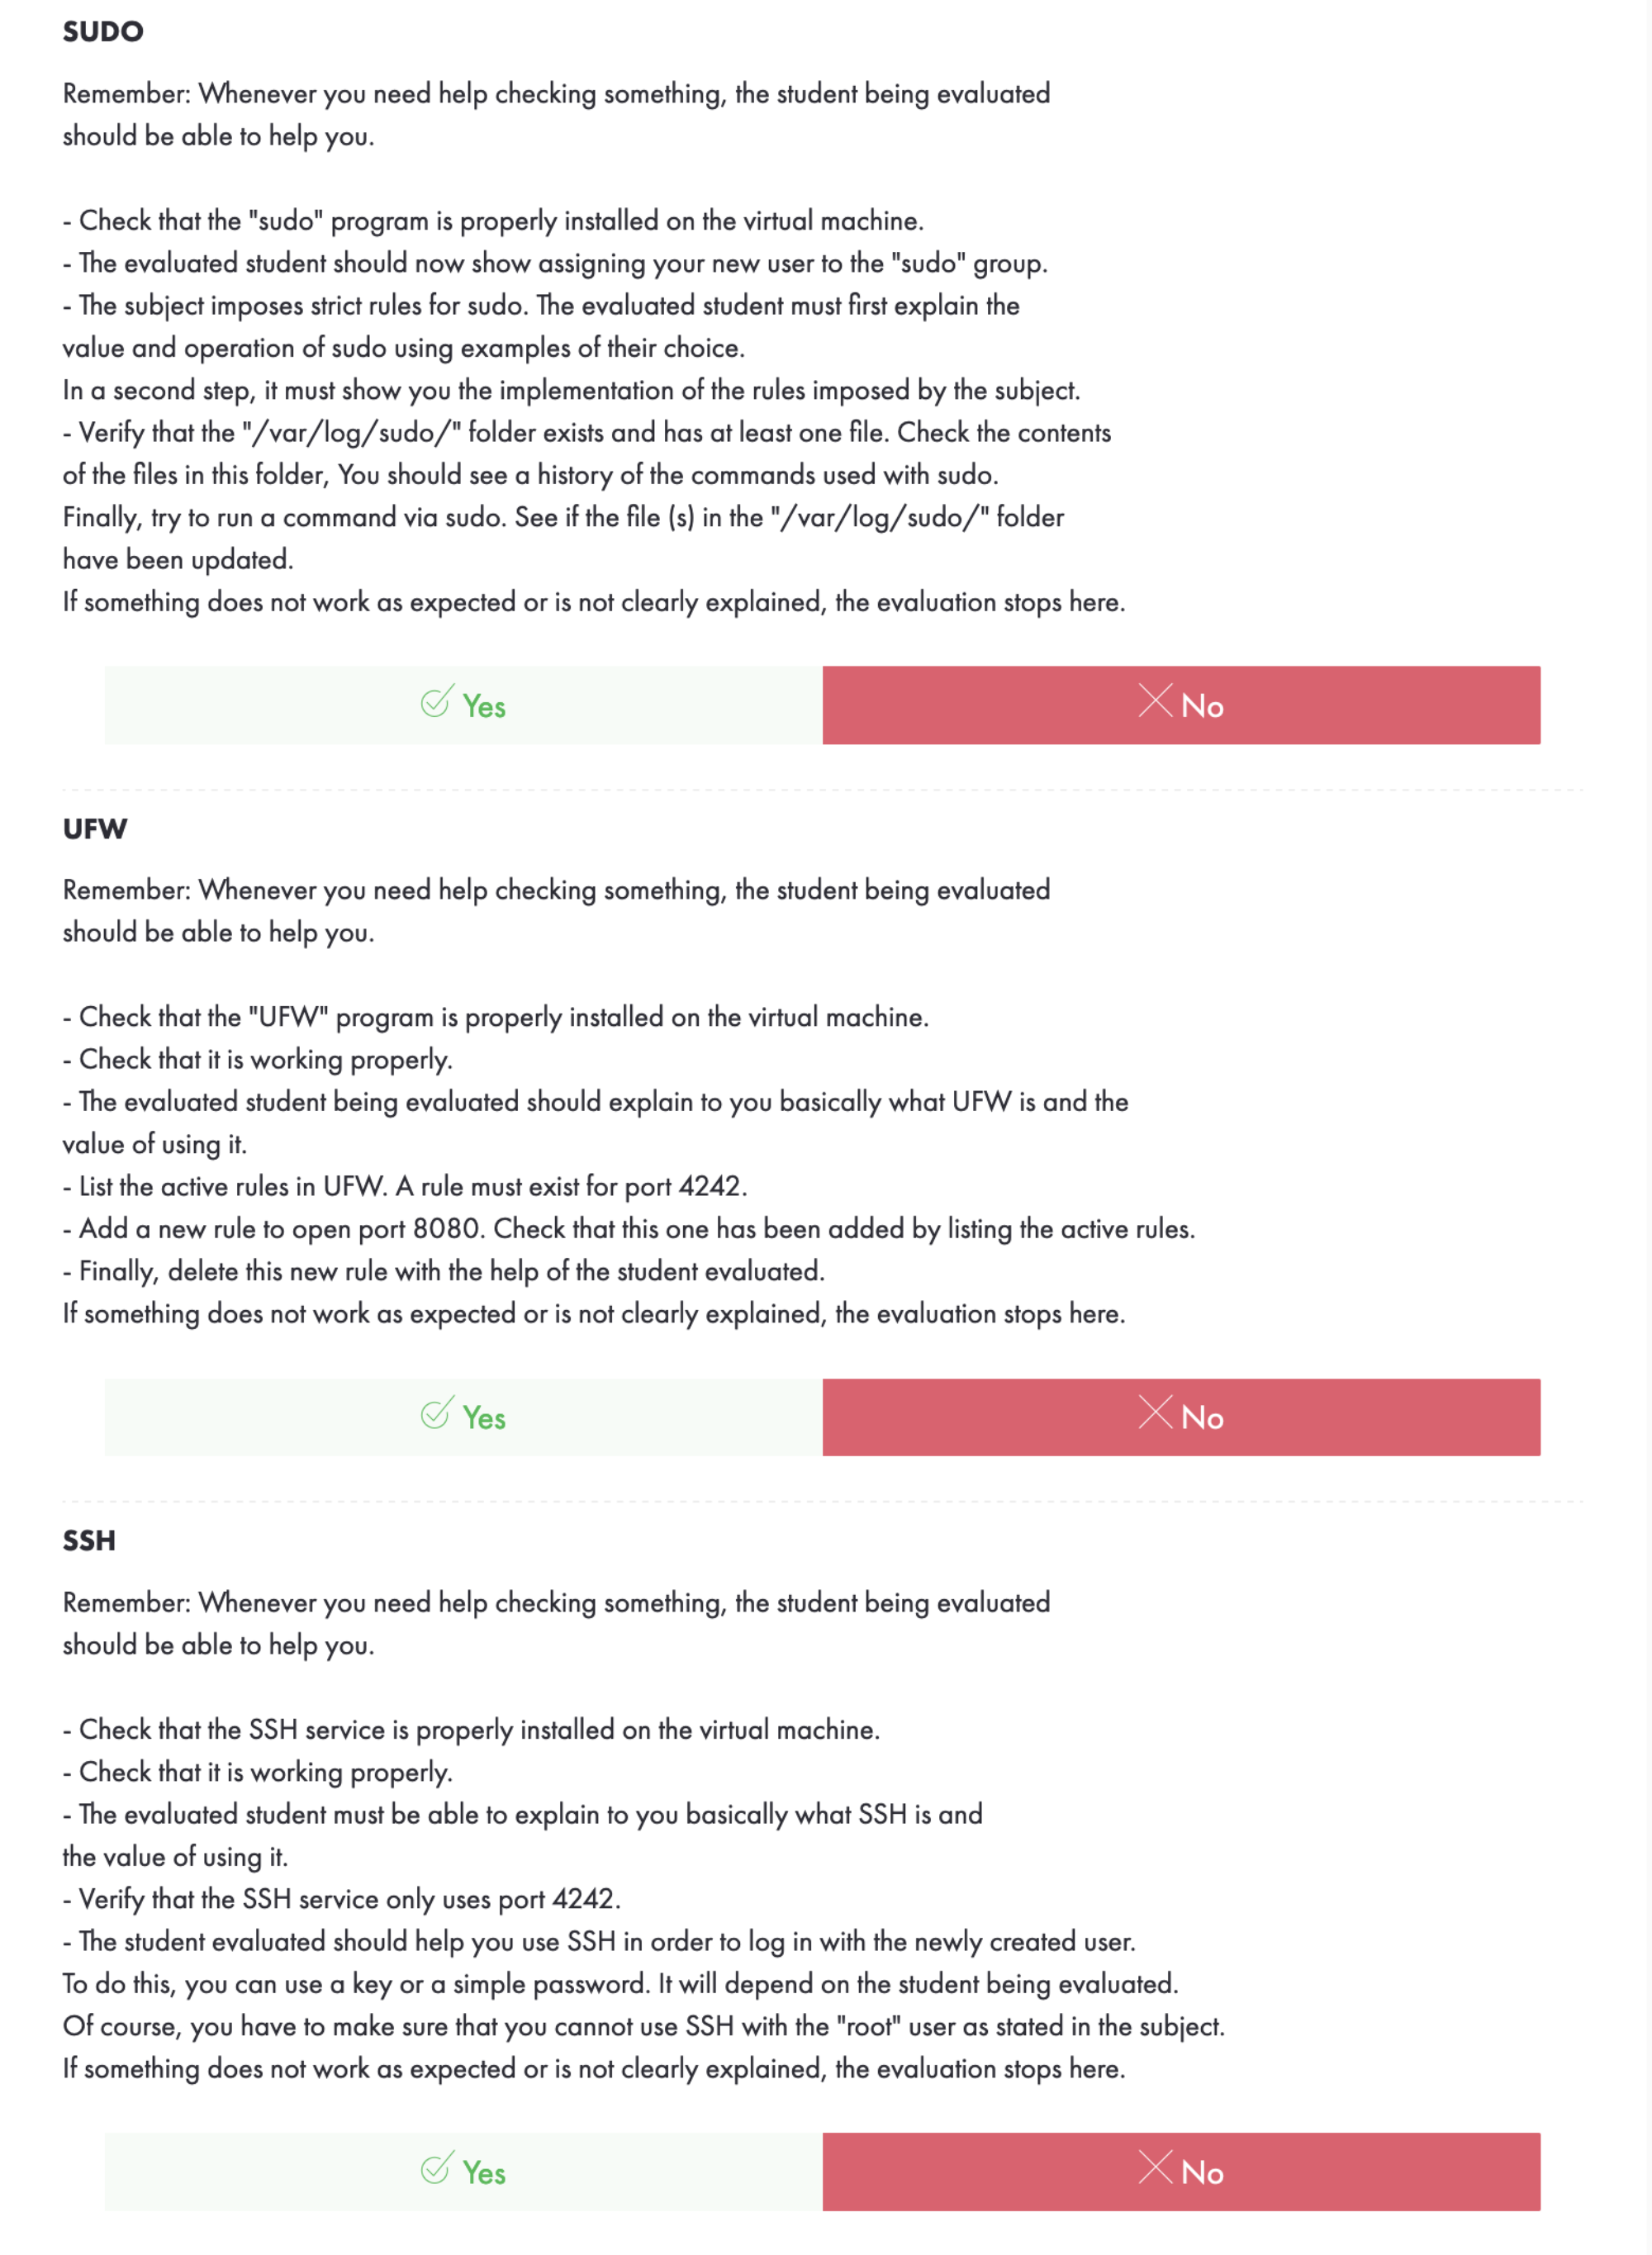 SUDO
Remember: Whenever you need help checking something, the student being evaluated
should be able to help you.
- Check that the "sudo" program is properly installed on the virtual machine.
- The evaluated student should now show assigning your new user to the "sudo" group.
- The subject imposes strict rules for sudo. The evaluated student must first explain the
value and operation of sudo using examples of their choice.
In a second step, it must show you the implementation of the rules imposed by the subject.
- Verify that the "/var/log/sudo/" folder exists and has at least one file. Check the contents
of the files in this folder, You should see a history of the commands used with sudo.
Finally, try to run a command via sudo. See if the file (s) in the "/var/log/sudo/" folder
have been updated.
If something does not work as expected or is not clearly explained, the evaluation stops here.
Yes
No
UFW
Remember: Whenever you need help checking something, the student being evaluated
should be able to help you.
- Check that the "UFW" program is properly installed on the virtual machine.
- Check that it is working properly.
- The evaluated student being evaluated should explain to you basically what UFW is and the
value of using it.
- List the active rules in UFW. A rule must exist for port 4242.
- Add a new rule to open port 8080. Check that this one has been added by listing the active rules.
- Finally, delete this new rule with the help of the student evaluated.
If something does not work as expected or is not clearly explained, the evaluation stops here.
Yes
No
SSH
Remember: Whenever you need help checking something, the student being evaluated
should be able to help you.
- Check that the SSH service is properly installed on the virtual machine.
- Check that it is working properly.
- The evaluated student must be able to explain to you basically what SSH is and
the value of using it.
- Verify that the SSH service only uses port 4242.
- The student evaluated should help you use SSH in order to log in with the newly created user.
To do this, you can use a key or a simple password. It will depend on the student being evaluated.
Of course, you have to make sure that you cannot use SSH with the "root" user as stated in the subject.
If something does not work as expected or is not clearly explained, the evaluation stops here.
Yes
No